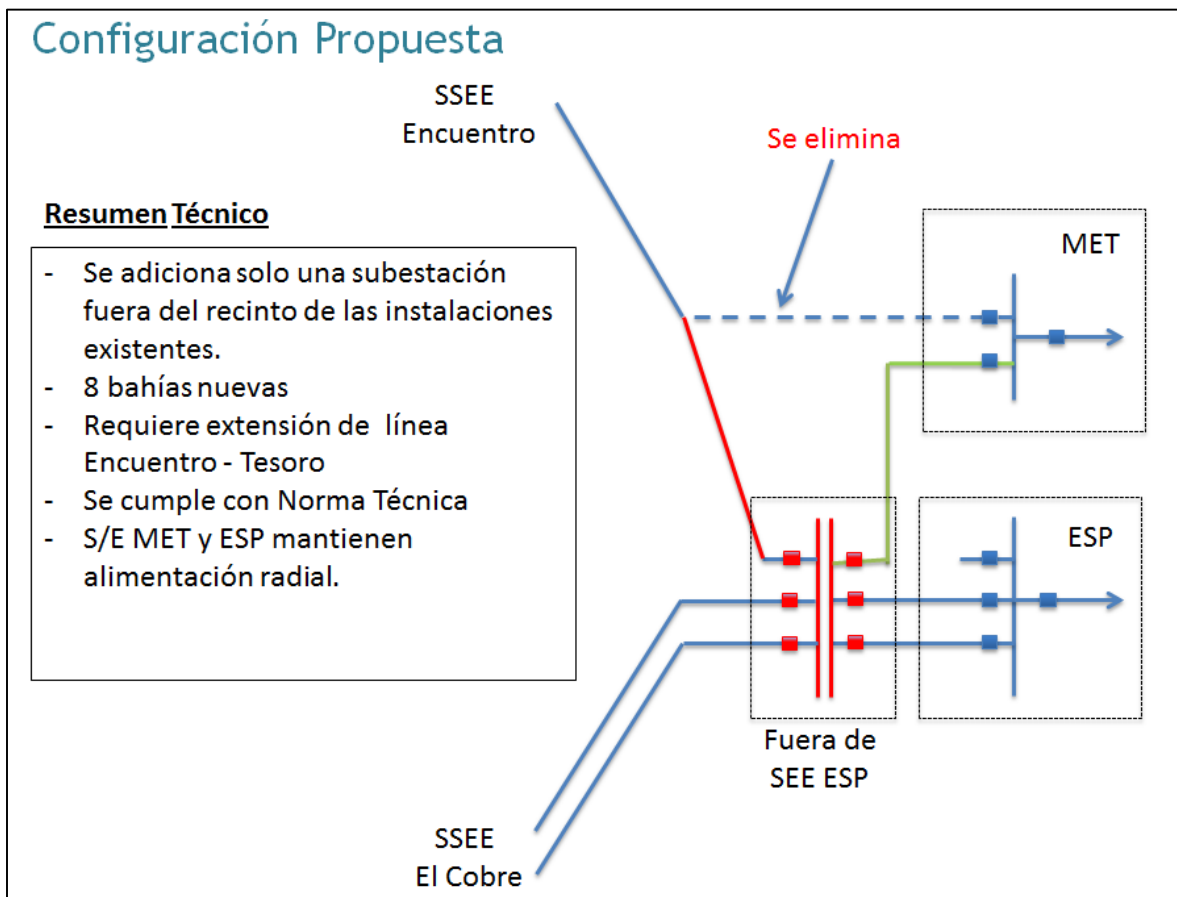 Configuración Propuesta
SSEE
Encuentro
Se elimina
Resumen Técnico
- Se adiciona solo una subestación
fuera del recinto de las instalaciones
existentes.
- 8 bahías nuevas
- Requiere extensión de línea
Encuentro - Tesoro
- Se cumple con Norma Técnica
- S/E MET y ESP mantienen
alimentación radial.
MET
ESP
Fuera de
SEE ESP
SSEE
El Cobre